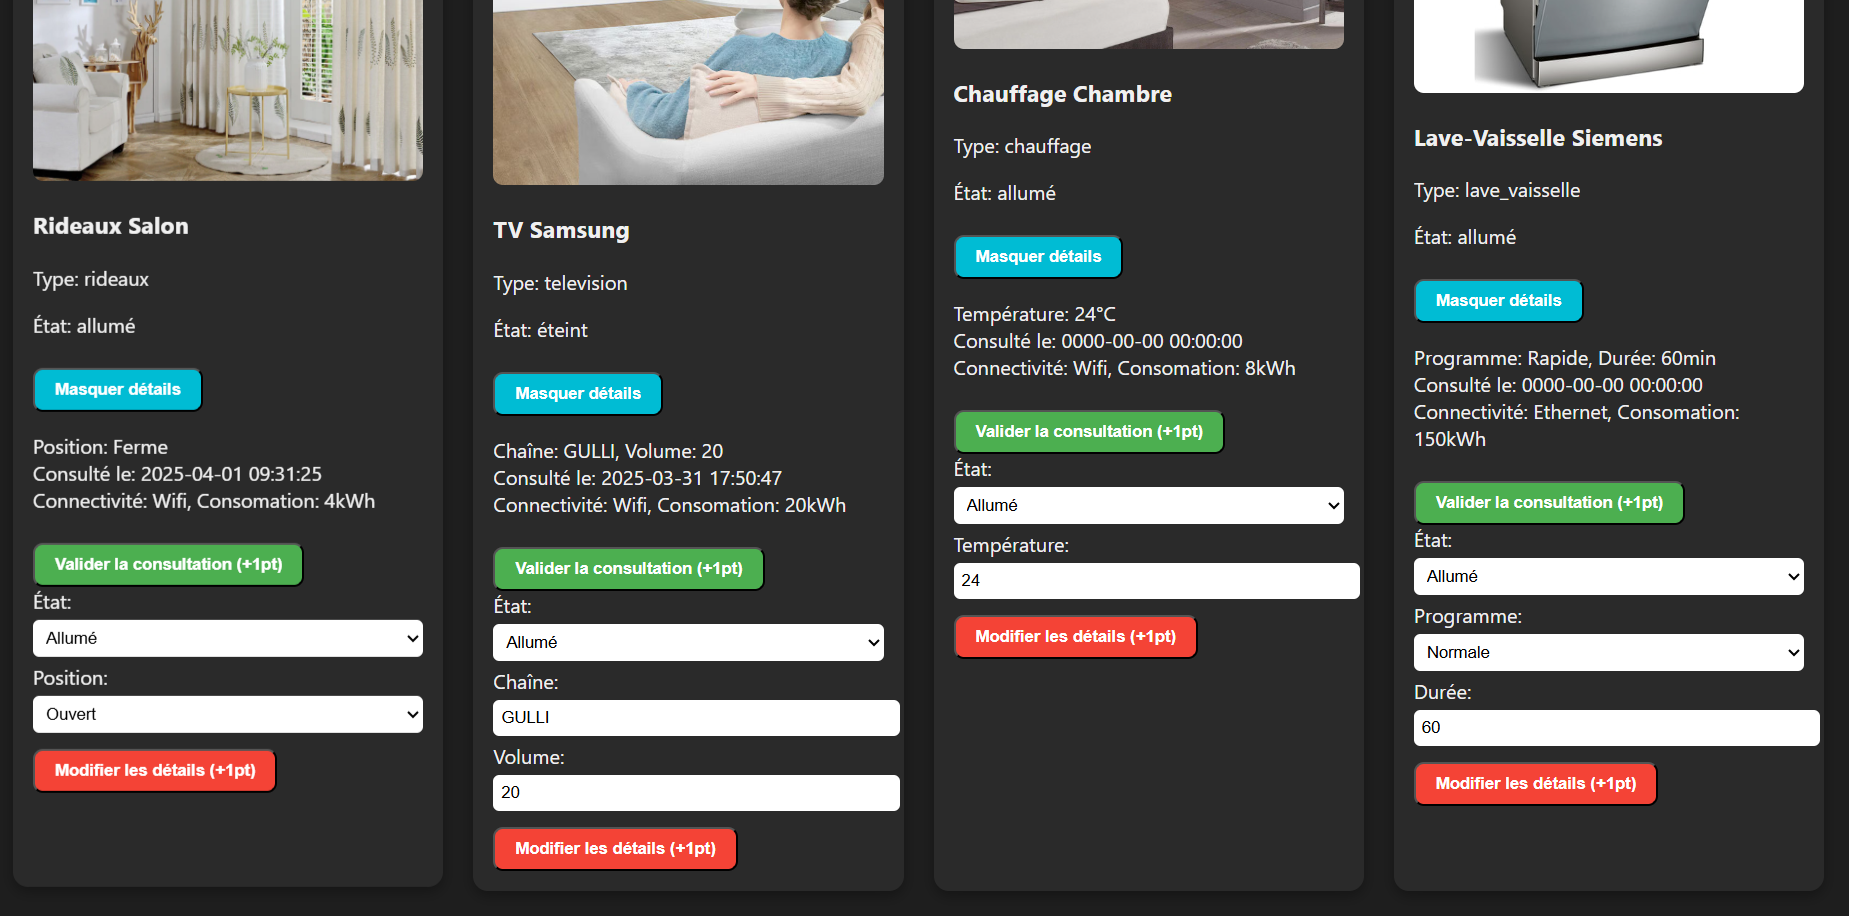 Rideaux Salon
Type: rideaux
État: allumé
Masquer détails
Position: Ferme
Consulté le: 2025-04-01 09:31:25
Connectivité: Wifi, Consomation: 4kWh
Valider la consultation (+1pt)
État:
Allumé
Position:
Ouvert
Modifier les détails (+1pt)
TV Samsung
Type: television
État: éteint
Masquer détails
Chaîne: GULLI, Volume: 20
Consulté le: 2025-03-31 17:50:47
Connectivité: Wifi, Consomation: 20kWh
Valider la consultation (+1pt)
État:
Allumé
Chaîne:
GULLI
Volume:
20
Modifier les détails (+1pt)
Chauffage Chambre
Type: chauffage
État: allumé
Masquer détails
Température: 24°C
Consulté le: 0000-00-00 00:00:00
Connectivité: Wifi, Consomation: 8kWh
Valider la consultation (+1pt)
État:
Allumé
Température:
24
Modifier les détails (+1pt)
Lave-Vaisselle Siemens
Type: lave_vaisselle
État: allumé
Masquer détails
Programme: Rapide, Durée: 60min
Consulté le: 0000-00-00 00:00:00
Connectivité: Ethernet, Consomation:
150kWh
Valider la consultation (+1pt)
État:
Allumé
Programme:
Normale
Durée:
60
Modifier les détails (+1pt)